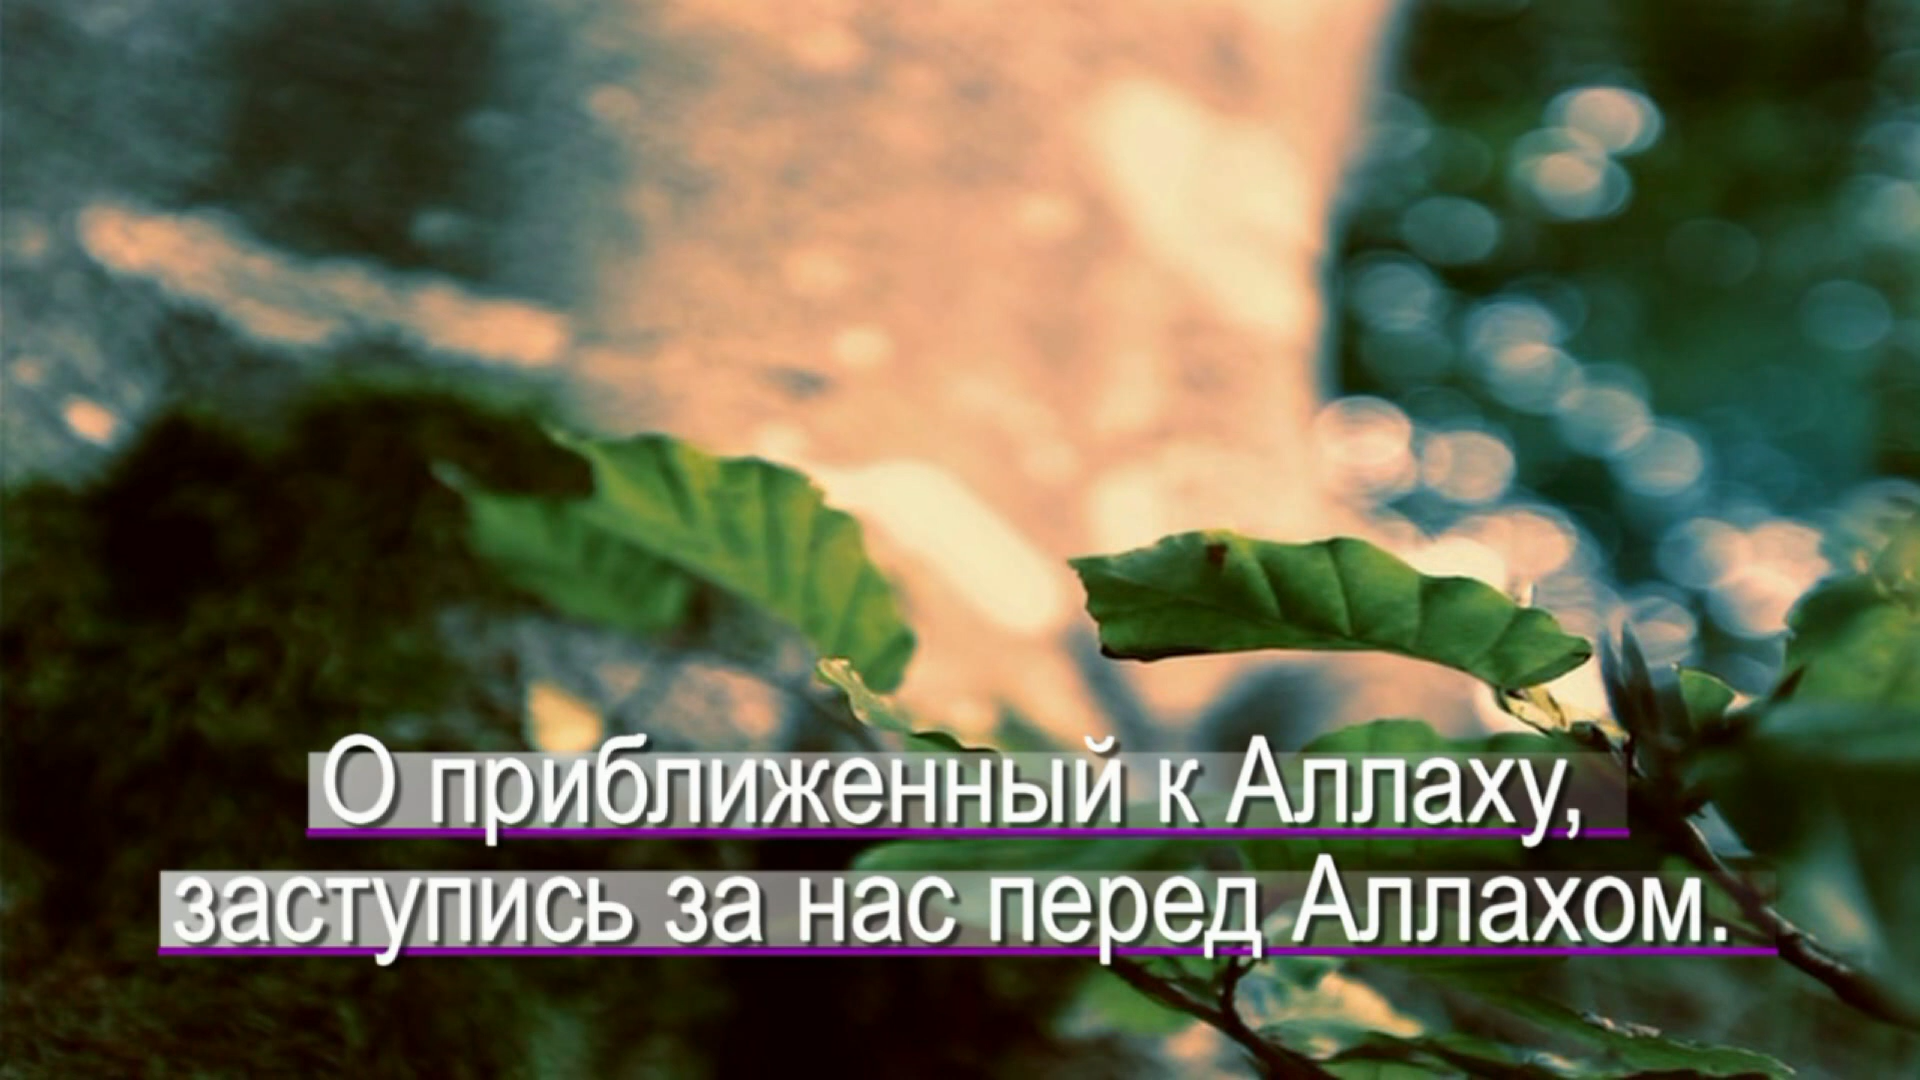 О приближенный к Аллаху,
заступись за нас перед Аллахом.